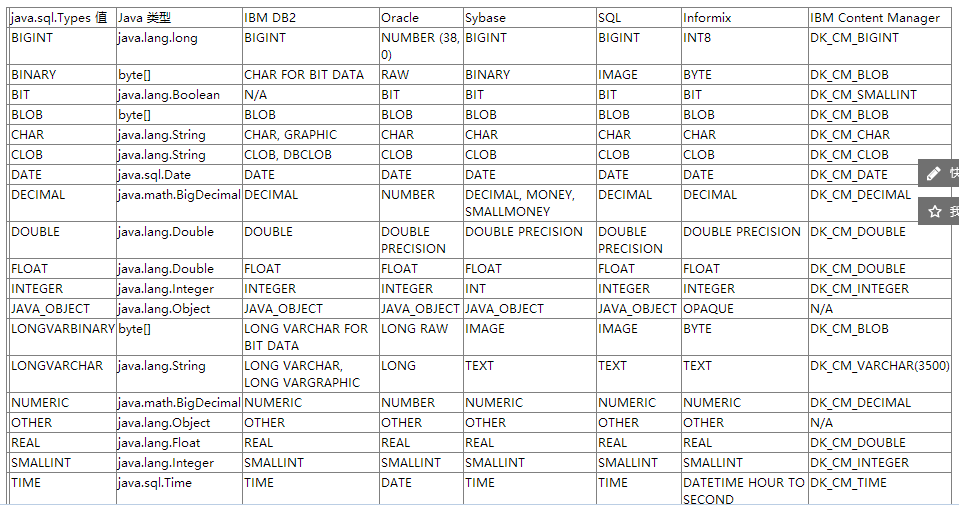 java.sql.Types 值 Java 类型 IBM DB2 Oracle Sybase SQL Informix IBM Content Manager
BIGINT java.lang.long BIGINT NUMBER (38, BIGINT BIGINT INT8 DK_CM_BIGINT
0)
BINARY byte[] CHAR FOR BIT DATA RAW BINARY IMAGE BYTE DK_CM_BLOB
BIT java.lang.Boolean N/A BIT BIT BIT BIT DK_CM_SMALLINT
BLOB byte[] BLOB BLOB BLOB BLOB BLOB DK_CM_BLOB
CHAR java.lang.String CHAR, GRAPHIC CHAR CHAR CHAR CHAR DK_CM_CHAR
CLOB java.lang.String CLOB, DBCLOB CLOB CLOB CLOB CLOB DK_CM_CLOB
DATE java.sql.Date DATE DATE DATE DATE DATE DK_CM_DATE
快
DECIMAL java.math.BigDecimal DECIMAL NUMBER DECIMAL, MONEY, DECIMAL DECIMAL DK_CM_DECIMAL
SMALLMONEY
我
DOUBLE java.lang.Double DOUBLE DOUBLE DOUBLE PRECISION DOUBLE DOUBLE PRECISION DK_CM_DOUBLE
PRECISION PRECISION
FLOAT java.lang.Double FLOAT FLOAT FLOAT FLOAT FLOAT DK_CM_DOUBLE
INTEGER java.lang.Integer INTEGER INTEGER INT INTEGER INTEGER DK_CM_INTEGER
JAVA_OBJECT java.lang.Object JAVA_OBJECT JAVA_OBJECT JAVA_OBJECT JAVA_OBJECT OPAQUE N/A
LONGVARBINARY byte[] LONG VARCHAR FOR LONG RAW IMAGE IMAGE BYTE DK_CM_BLOB
BIT DATA
LONGVARCHAR java.lang.String LONG VARCHAR, LONG TEXT TEXT TEXT DK_CM_VARCHAR(3500)
LONG VARGRAPHIC
NUMERIC java.math.BigDecimal NUMERIC NUMBER NUMERIC NUMERIC NUMERIC DK_CM_DECIMAL
OTHER java.lang.Object OTHER OTHER OTHER OTHER OTHER N/A
REAL java.lang.Float REAL REAL REAL REAL REAL DK_CM_DOUBLE
SMALLINT java.lang.Integer SMALLINT SMALLINT SMALLINT SMALLINT SMALLINT DK_CM_INTEGER
TIME java.sql.Time TIME DATE TIME TIME DATETIME HOUR TO DK_CM_TIME
SECOND